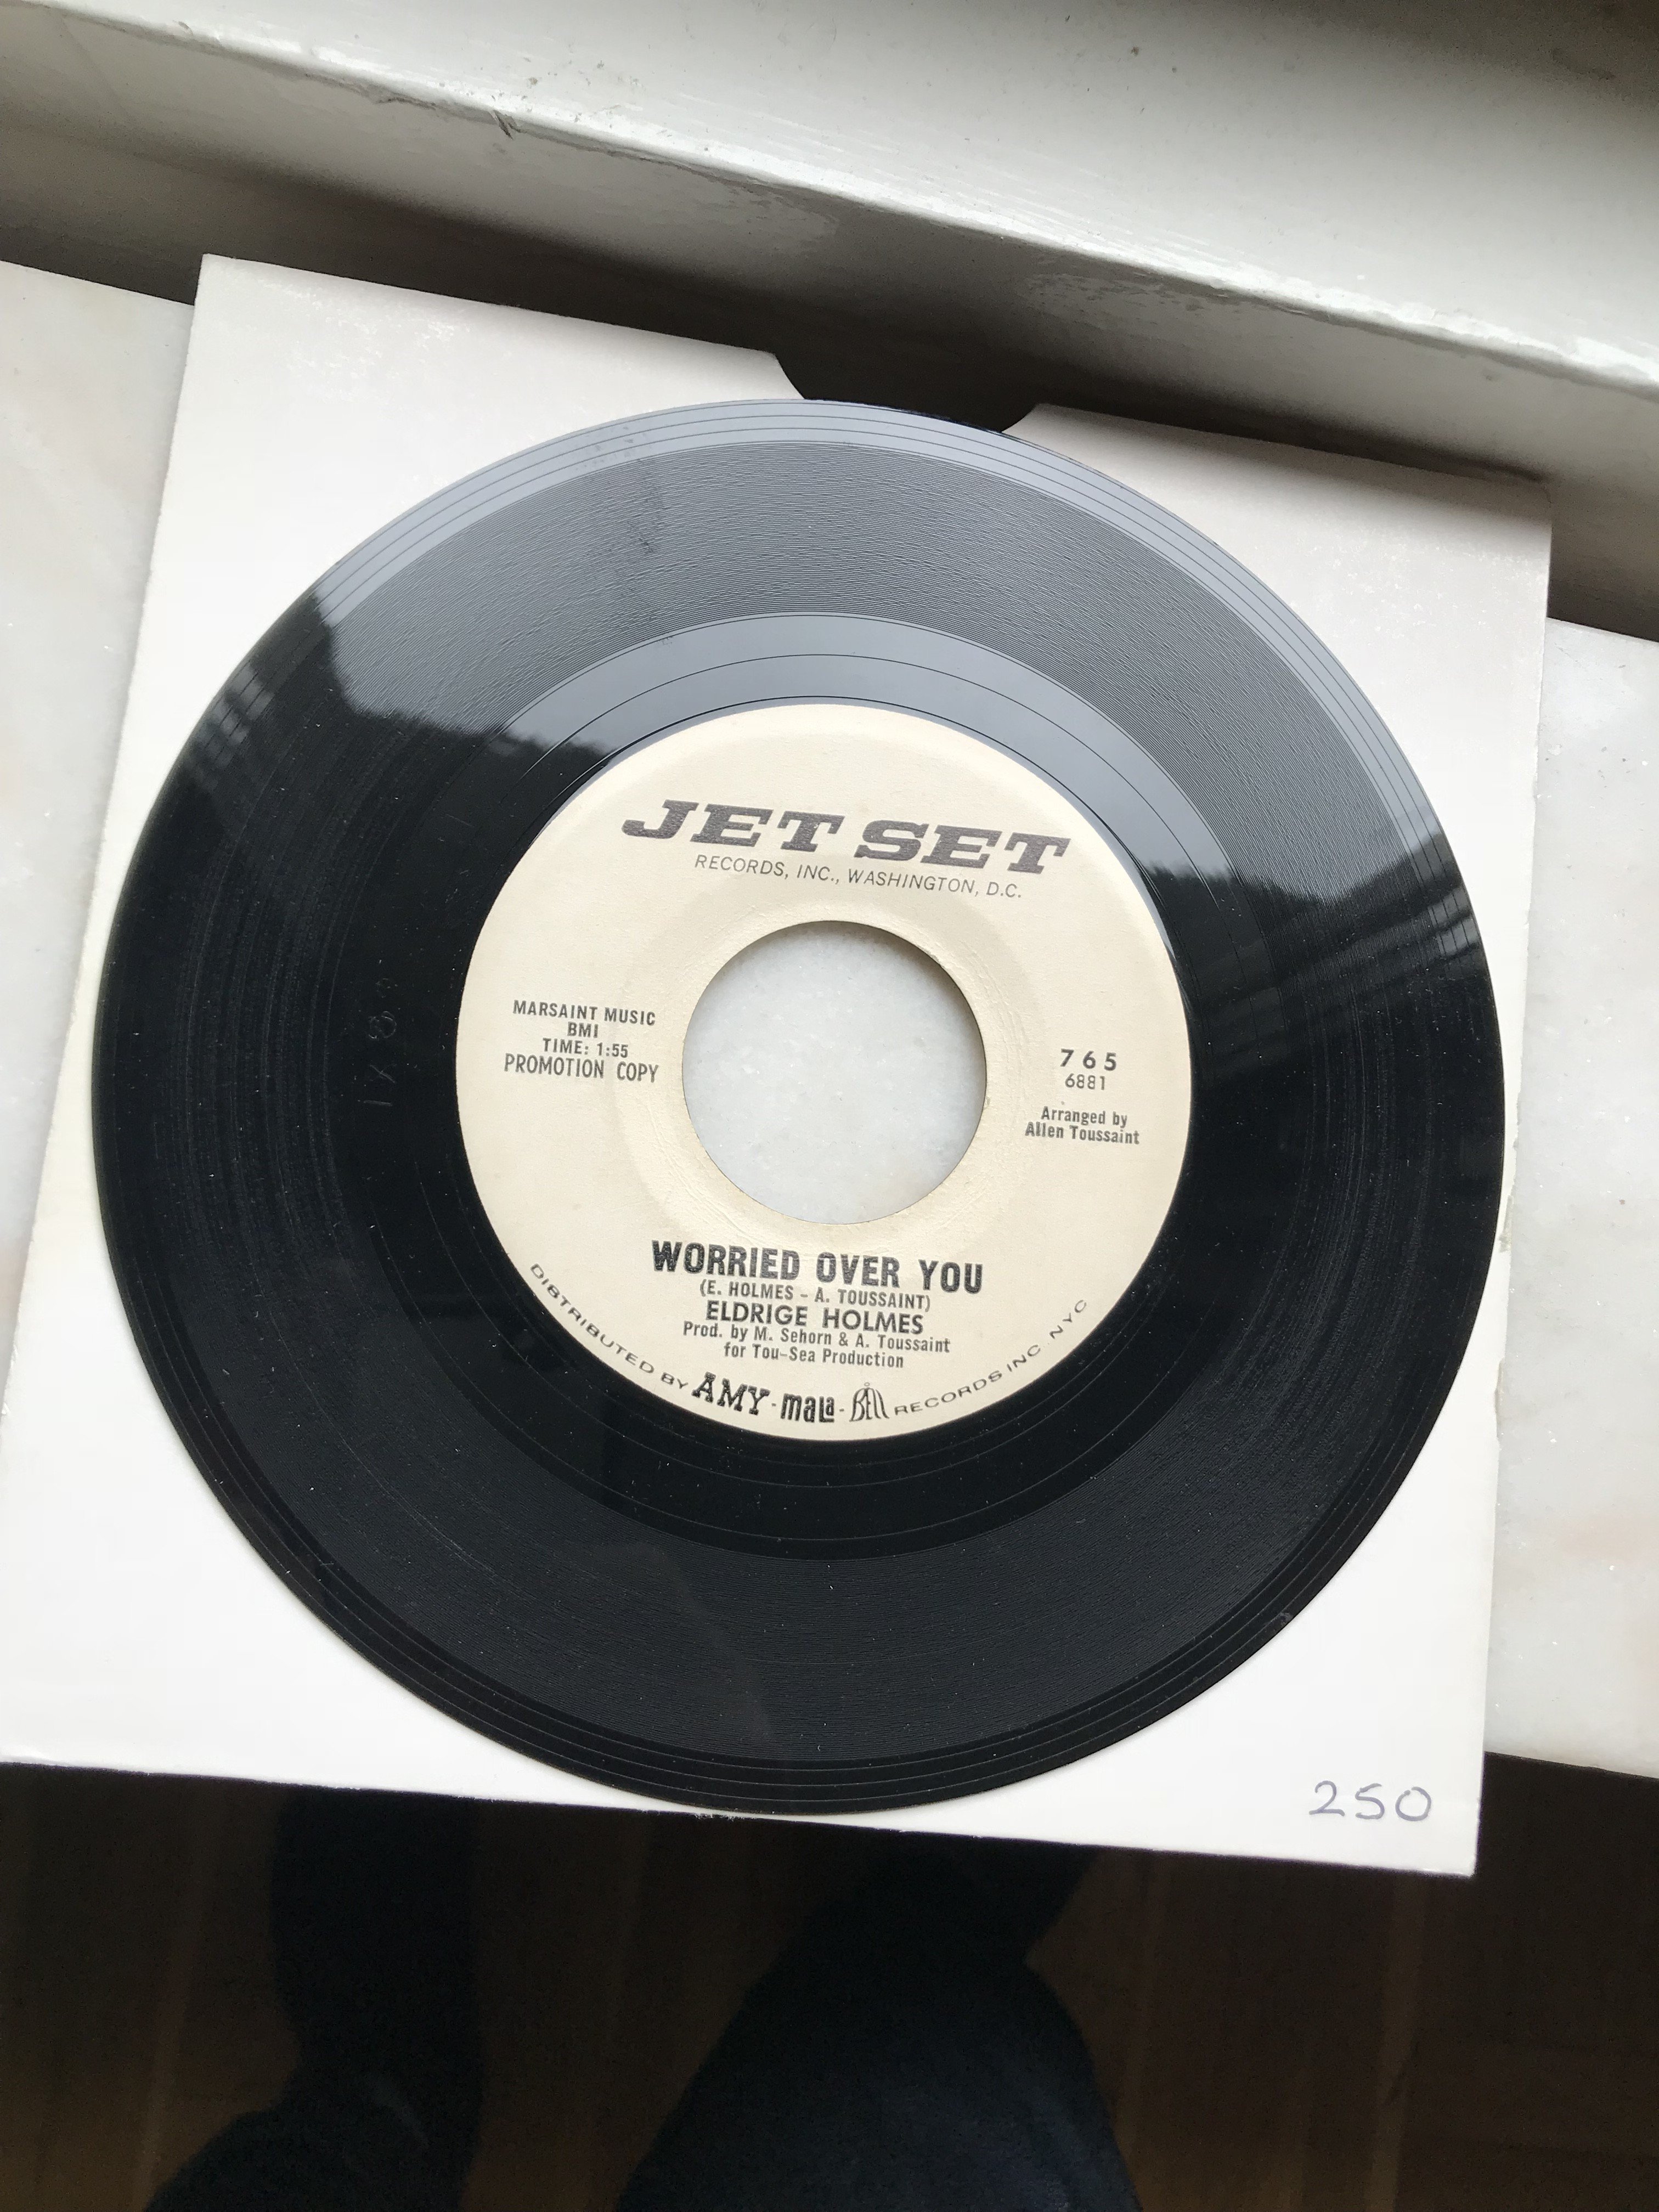 JET SET
RECORDS, INC., WASHINGTON, D.C.
MARSAINT MUSIC
BMI
TIME: 1:55
PROMOTION COPY
765
6881
Arranged by
Allen Toussaint
WORRIED OVER YOU
(E. HOLMES - A. TOUSSAINT)
ELDRIGE HOLMES
Prod. by M. Sehorn & A. Toussaint
for Tou-Sea Production
DISTRIBUTED BY AMY - mala - BELL RECORDS INC. NYC
250